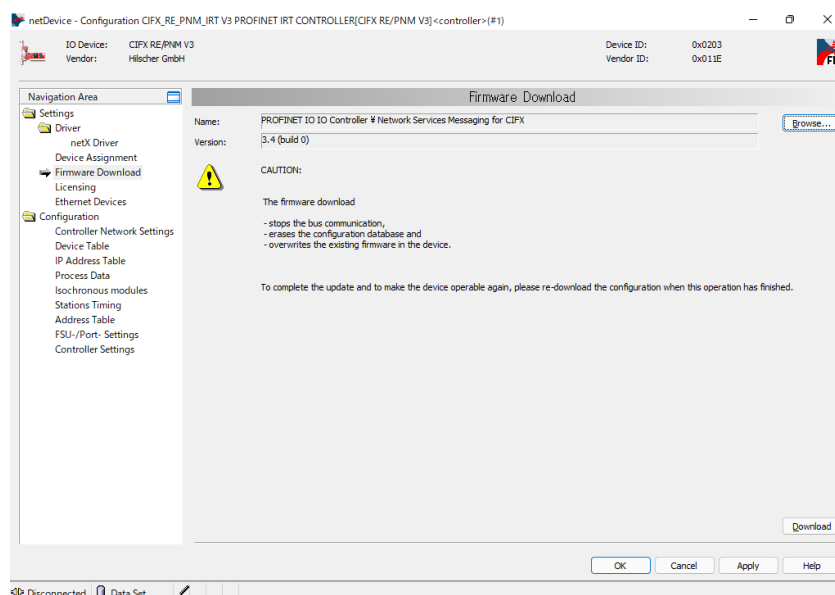 netDevice - Configuration CIFX_RE_PNM_IRT V3 PROFINET IRT CONTROLLER[CIFX RE/PNM V3]<controller>(#1)
IO Device: CIFX RE/PNM V3 Device ID: 0x0203
Vendor: Hilscher GmbH Vendor ID: 0x011E
Navigation Area
Firmware Download
Settings
Driver
netX Driver
Device Assignment
Firmware Download
Licensing
Ethernet Devices
Configuration
Controller Network Settings
Device Table
IP Address Table
Process Data
Isochronous modules
Stations Timing
Address Table
FSU-/Port- Settings
Controller Settings
Name: PROFINET IO IO Controller ¥ Network Services Messaging for CIFX Browse...
Version: 3.4 (build 0)
CAUTION:
The firmware download
- stops the bus communication,
- erases the configuration database and
- overwrites the existing firmware in the device.
To complete the update and to make the device operable again, please re-download the configuration when this operation has finished.
Download
OK Cancel Apply Help
Disconnected Data Set